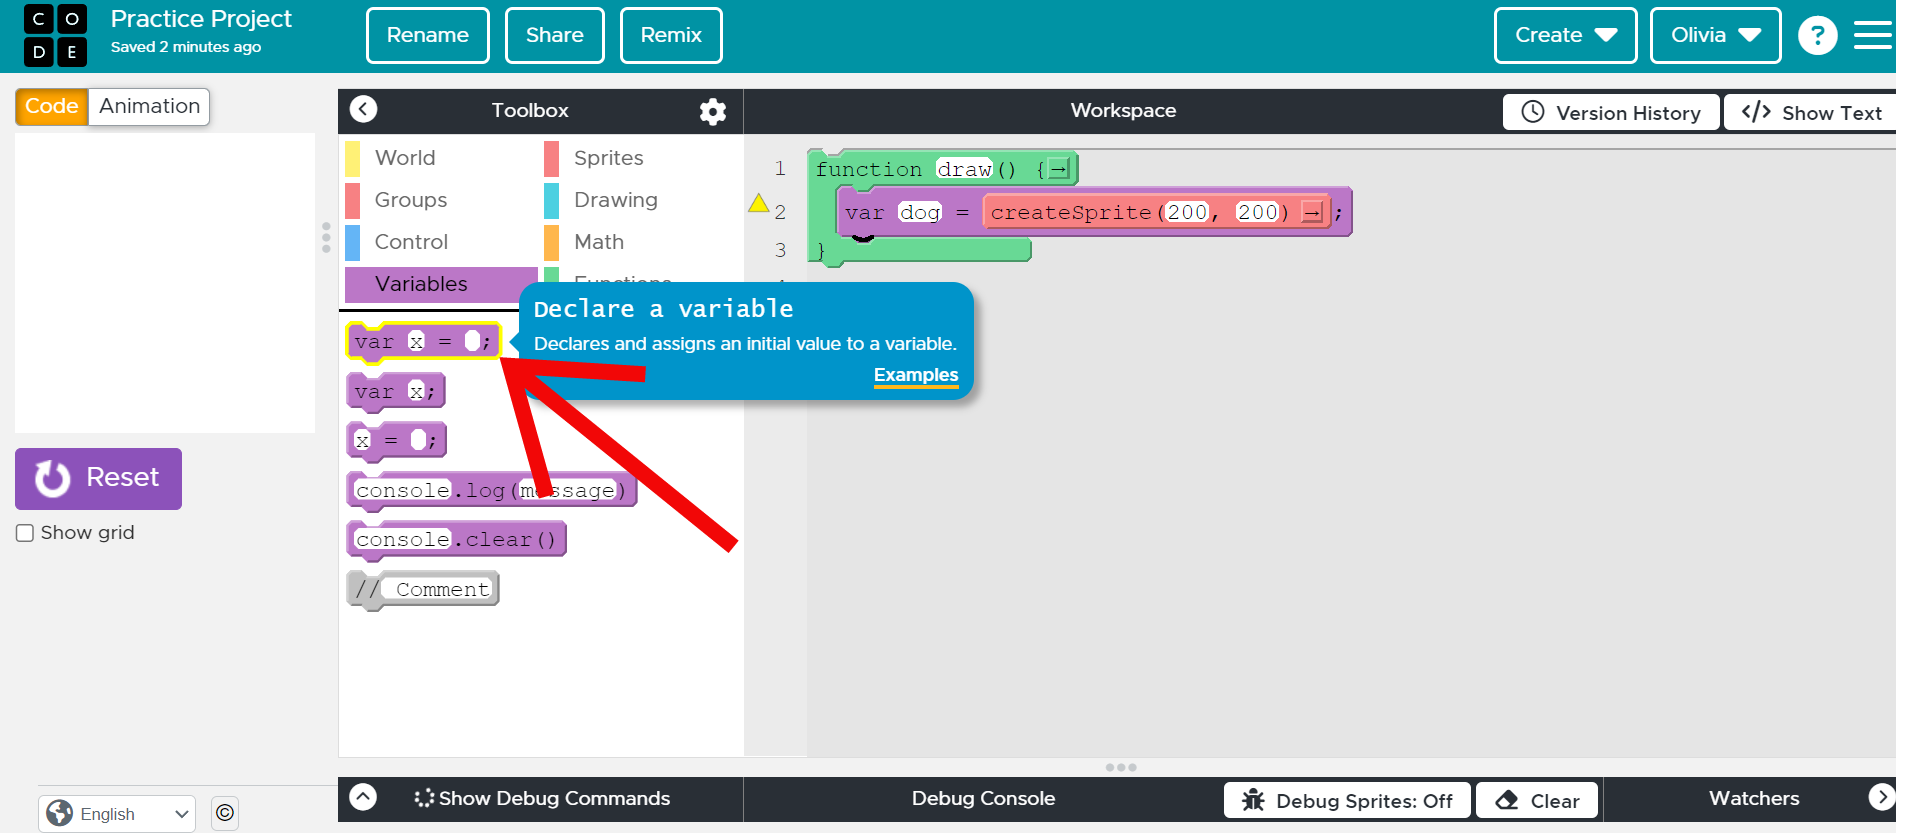 CODE
Practice Project
Saved 2 minutes ago
Rename
Share
Remix
Create
Olivia
?
Code
Animation
Toolbox
Workspace
Version History
</> Show Text
World
Sprites
Groups
Drawing
Control
Math
Variables
Functions
1 function draw() {→
2 var dog = createSprite(200, 200) → ;
3 }
Declare a variable
Declares and assigns an initial value to a variable.
Examples
var x = ;
var x;
x = ;
console.log(message)
console.clear()
// Comment
Reset
Show grid
English
©
Show Debug Commands
Debug Console
Debug Sprites: Off
Clear
Watchers